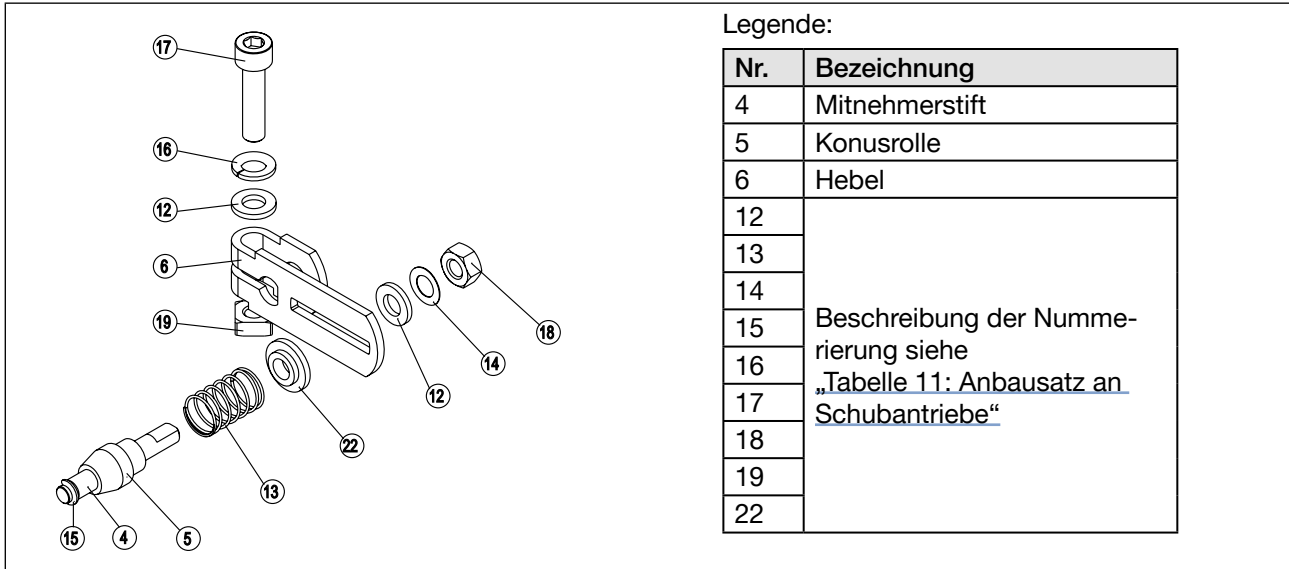 17
16
12
6
19
18
14
12
22
13
15
4
5
Legende:
Nr. Bezeichnung
4 Mitnehmerstift
5 Konusrolle
6 Hebel
12
13
14
15
16
17
18
19
22
Beschreibung der Numme-
rierung siehe
„Tabelle 11: Anbausatz an
Schubantriebe“